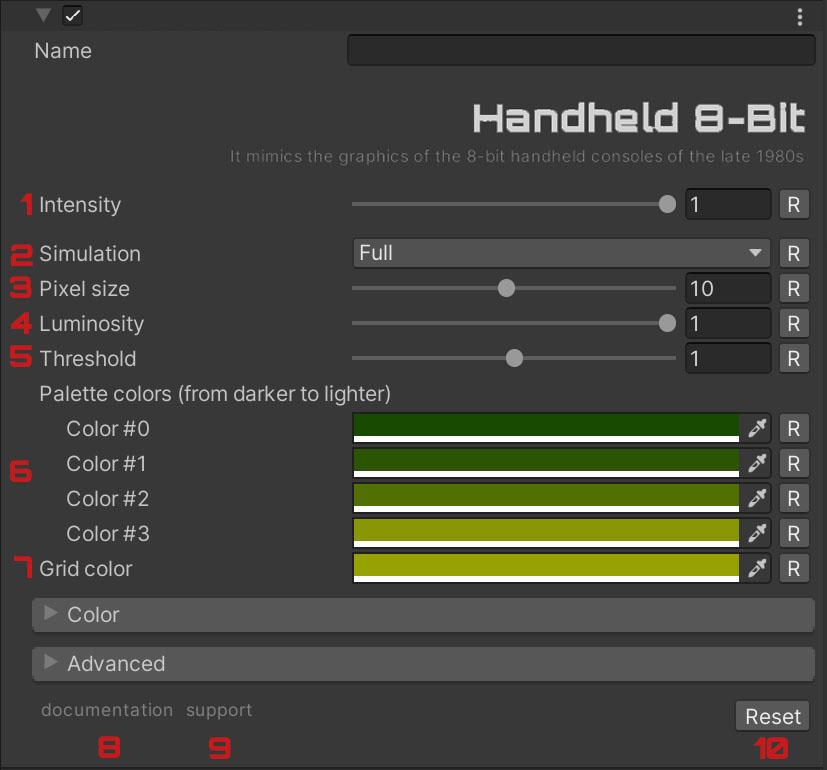 Name
Handheld 8-Bit
It mimics the graphics of the 8-bit handheld consoles of the late 1980s
1 Intensity 1 R
2 Simulation Full R
3 Pixel size 10 R
4 Luminosity 1 R
5 Threshold 1 R
Palette colors (from darker to lighter)
Color #0 R
Color #1 R
6
Color #2 R
Color #3 R
7 Grid color R
Color
Advanced
documentation support Reset
8 9 10